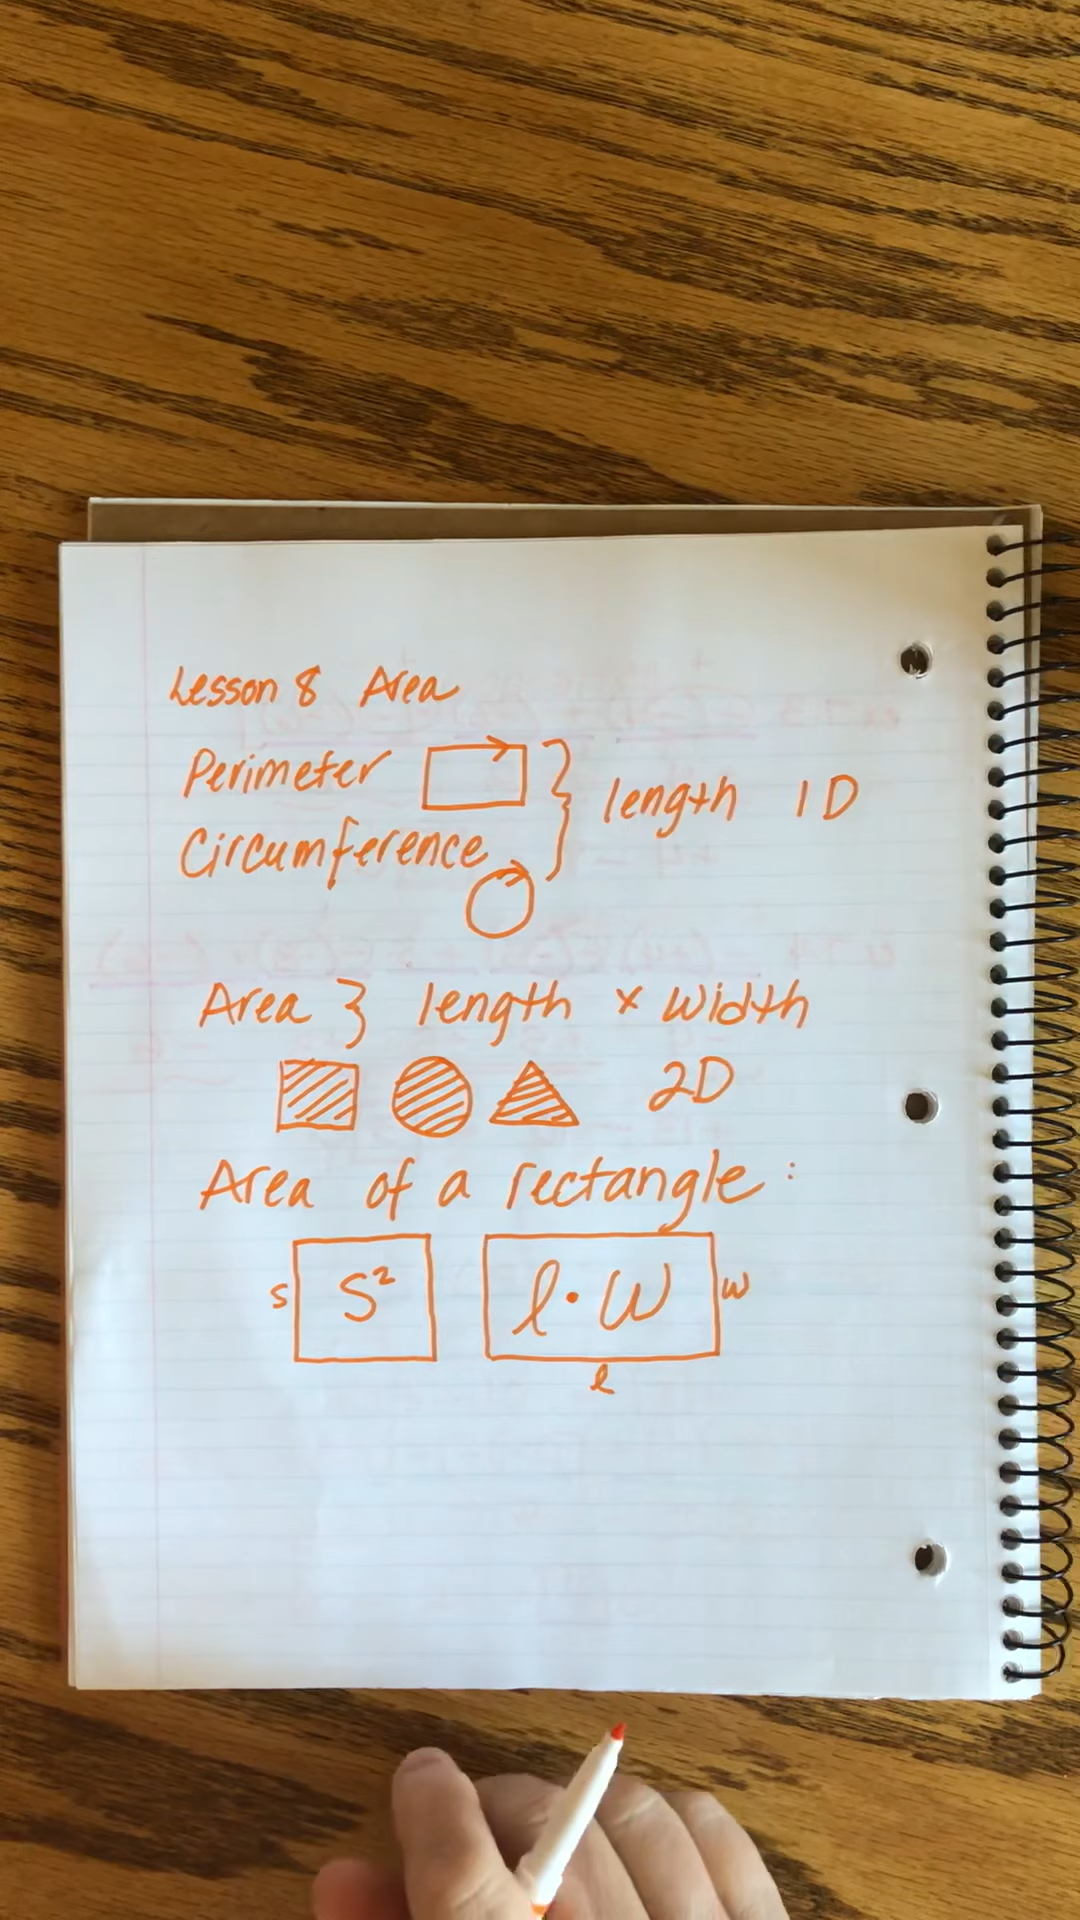 Lesson 8 Area
Perimeter
Circumference
length 1D
Area } length × width
2D
Area of a rectangle:
s
S²
l · W
w
l